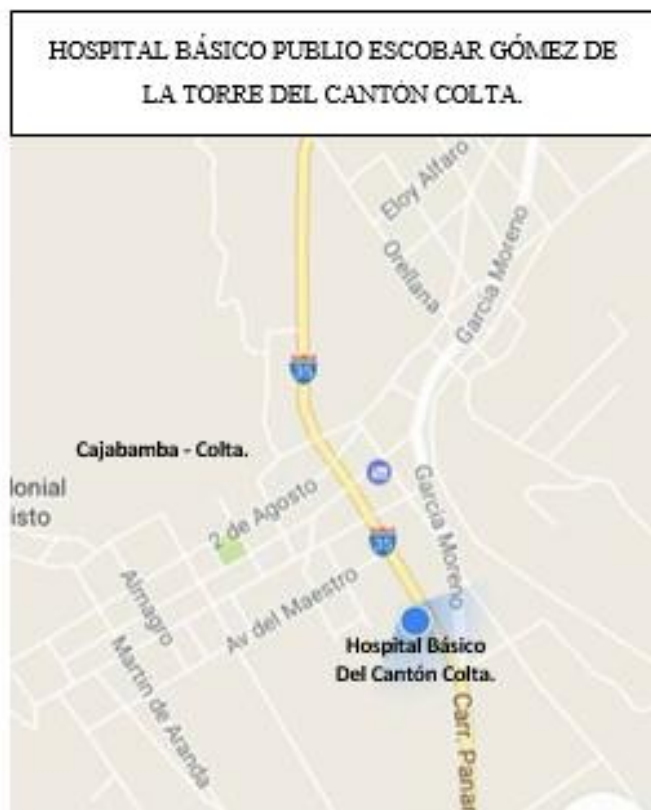 HOSPITAL BÁSICO PUBLIO ESCOBAR GÓMEZ DE
LA TORRE DEL CANTÓN COLTA.
Eloy Alfaro
Orellana
García Moreno
35
Cajabamba - Colta.
lonial
isto
2 de Agosto
García Moreno
35
Almagro
Av del Maestro
Martín de Aranda
Hospital Básico
Del Cantón Colta.
Carr. Panar